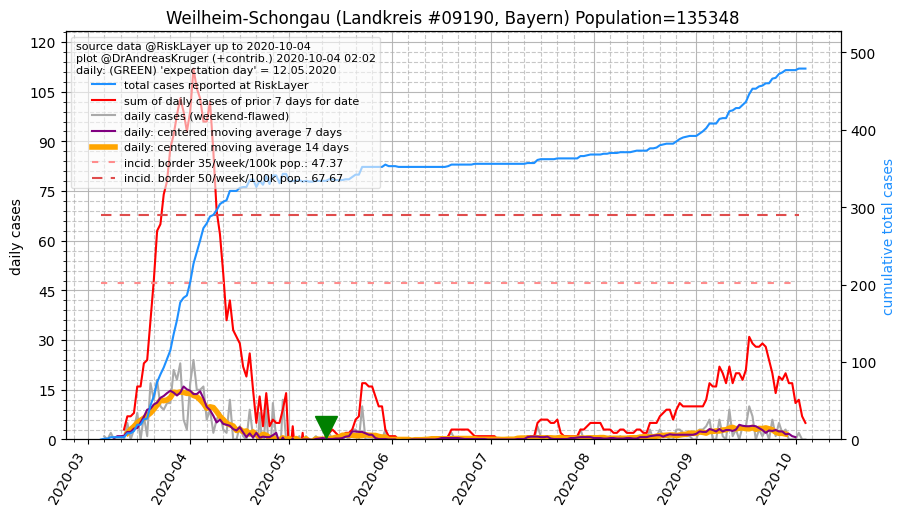 Weilheim-Schongau (Landkreis #09190, Bayern) Population=135348
source data @RiskLayer up to 2020-10-04
plot @DrAndreasKruger (+contrib.) 2020-10-04 02:02
daily: (GREEN) 'expectation day' = 12.05.2020
total cases reported at RiskLayer
sum of daily cases of prior 7 days for date
daily cases (weekend-flawed)
daily: centered moving average 7 days
daily: centered moving average 14 days
incid. border 35/week/100k pop.: 47.37
incid. border 50/week/100k pop.: 67.67
daily cases
120
105
90
75
60
45
30
15
0
500
400
300
200
100
0
cumulative total cases
2020-03
2020-04
2020-05
2020-06
2020-07
2020-08
2020-09
2020-10